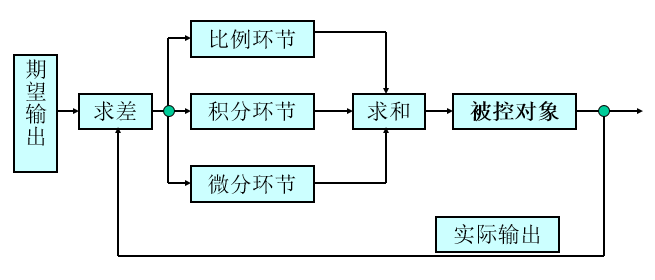 期望输出
求差
比例环节
积分环节
微分环节
求和
被控对象
实际输出